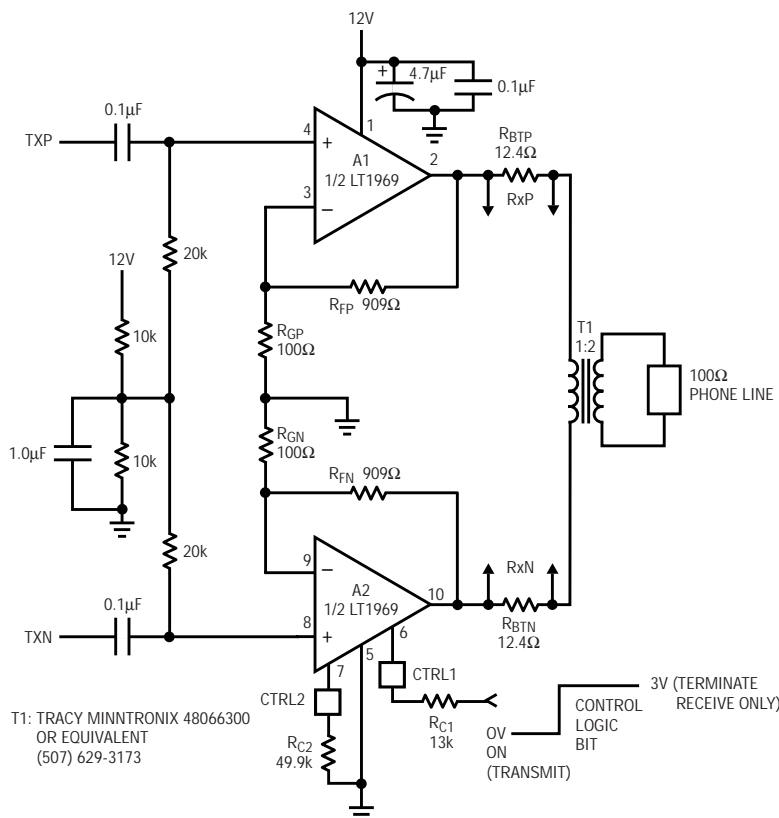 12V
+
4.7µF
0.1µF
0.1µF
TXP
4
+
1
A1
1/2 LT1969
2
3
–
RBTP
12.4Ω
RxP
20k
12V
RFP 909Ω
10k
RGP
100Ω
T1
1:2
100Ω
PHONE LINE
RGN
100Ω
1.0µF
10k
RFN 909Ω
20k
9
–
A2
1/2 LT1969
10
RxN
0.1µF
8
+
TXN
RBTN
12.4Ω
7
5
6
CTRL1
CTRL2
RC1
13k
3V (TERMINATE
RECEIVE ONLY)
CONTROL
LOGIC
BIT
OV
ON
(TRANSMIT)
RC2
49.9k
T1: TRACY MINNTRONIX 48066300
OR EQUIVALENT
(507) 629-3173